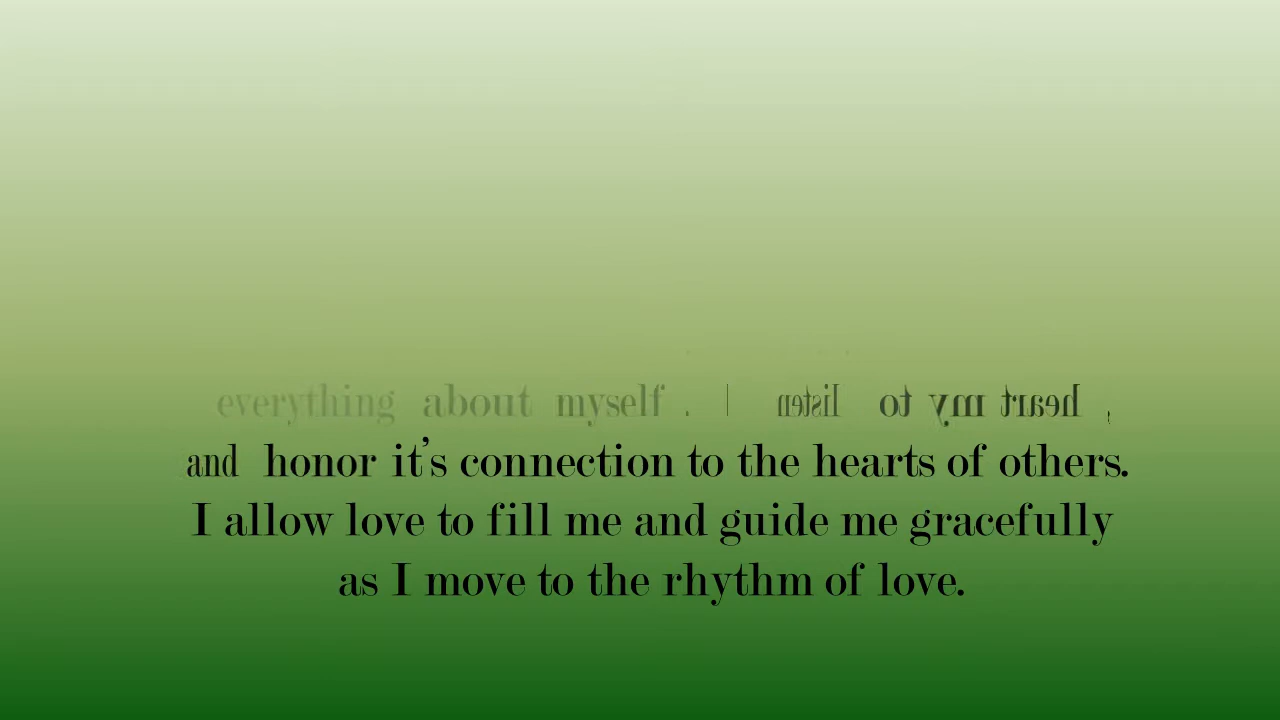 everything about myself. I listen to my heart,
and honor it's connection to the hearts of others.
I allow love to fill me and guide me gracefully
as I move to the rhythm of love.